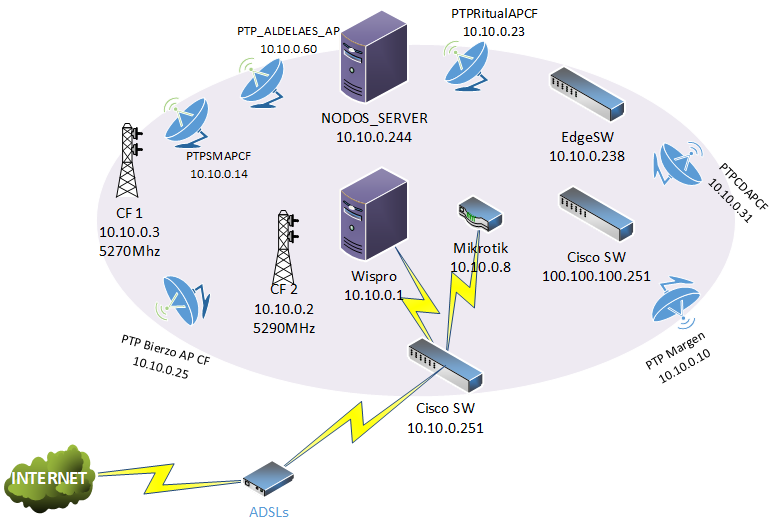 PTP_ALDELAES_AP
10.10.0.60
PTPRitualAPCF
10.10.0.23
NODOS_SERVER
10.10.0.244
EdgeSW
10.10.0.238
PTPSMAPCF
10.10.0.14
PTPCDAPCF
10.10.0.31
CF 1
10.10.0.3
5270Mhz
CF 2
10.10.0.2
5290MHz
Wispro
10.10.0.1
Mikrotik
10.10.0.8
Cisco SW
100.100.100.251
PTP Bierzo AP CF
10.10.0.25
PTP Margen
10.10.0.10
Cisco SW
10.10.0.251
INTERNET
ADSLs